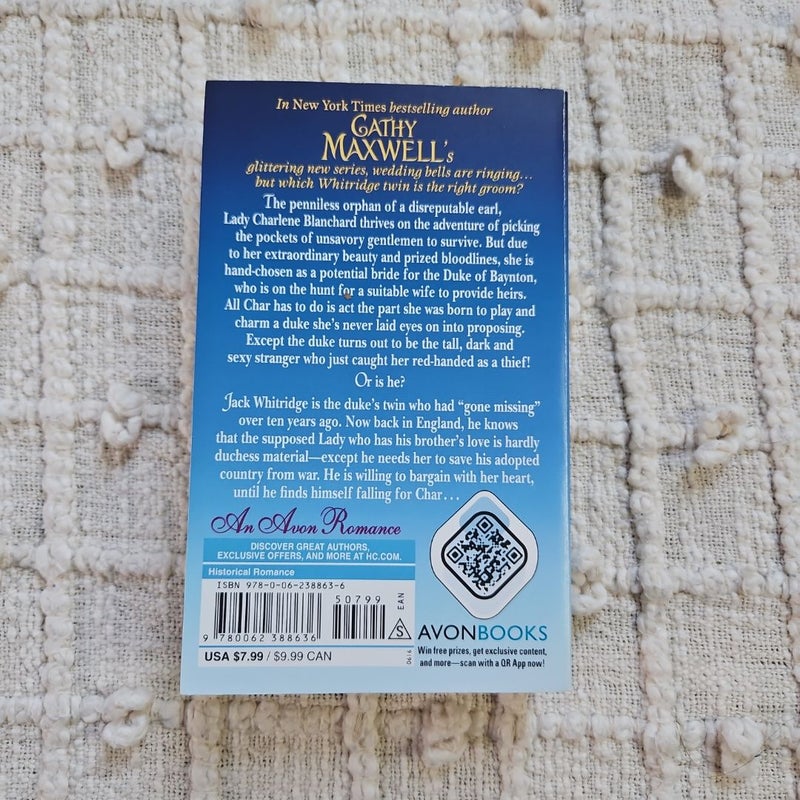 In New York Times bestselling author
CATHY
MAXWELL's
glittering new series, wedding bells are ringing...
but which Whitridge twin is the right groom?
The penniless orphan of a disreputable earl,
Lady Charlene Blanchard thrives on the adventure of picking
the pockets of unsavory gentlemen to survive. But due
to her extraordinary beauty and prized bloodlines, she is
hand-chosen as a potential bride for the Duke of Baynton,
who is on the hunt for a suitable wife to provide heirs.
All Char has to do is act the part she was born to play and
charm a duke she's never laid eyes on into proposing.
Except the duke turns out to be the tall, dark and
sexy stranger who just caught her red-handed as a thief!
Or is he?
Jack Whitridge is the duke's twin who had "gone missing"
over ten years ago. Now back in England, he knows
that the supposed Lady who has his brother's love is hardly
duchess material—except he needs her to save his adopted
country from war. He is willing to bargain with her heart,
until he finds himself falling for Char...
An Avon Romance
DISCOVER GREAT AUTHORS,
EXCLUSIVE OFFERS, AND MORE AT HC.COM.
Historical Romance
ISBN 978-0-06-238863-6
50799
EAN
9 780062 388636
S
USA $7.99 / $9.99 CAN
0616
AVONBOOKS
Win free prizes, get exclusive content,
and more—scan with a QR App now!